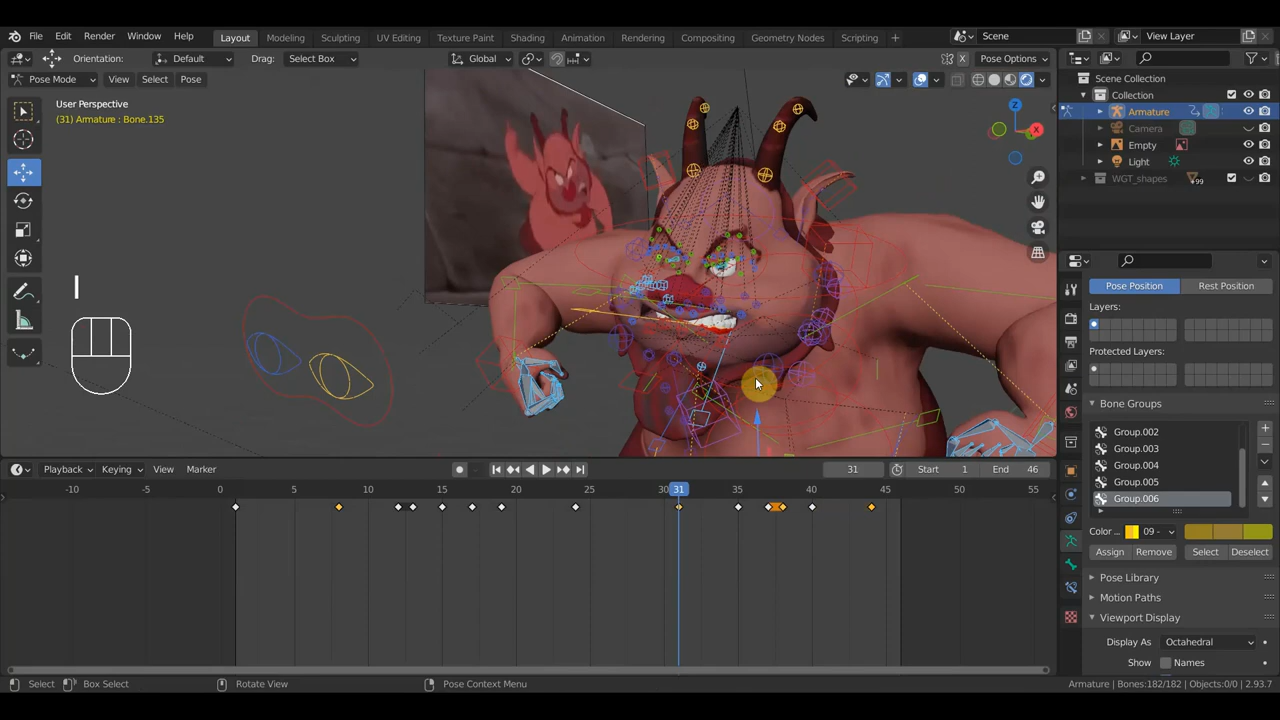 File Edit Render Window Help Layout Modeling Sculpting UV Editing Texture Paint Shading Animation Rendering Compositing Geometry Nodes Scripting + Scene View Layer
Orientation: Default Drag: Select Box Global Pose Options
Pose Mode View Select Pose
User Perspective
(31) Armature : Bone.135
X
Z
I
Scene Collection
Collection
Armature
Camera
Empty
Light
WGT_shapes 99
Pose Position Rest Position
Layers:
Protected Layers:
Bone Groups
Group.002
Group.003
Group.004
Group.005
Group.006
Color ... 09 -
Assign Remove Select Deselect
Pose Library
Motion Paths
Viewport Display
Display As Octahedral
Show Names
Playback Keying View Marker 31 Start 1 End 46
-10 -5 0 5 10 15 20 25 30 31 35 40 45 50 55
Select Box Select Rotate View Pose Context Menu Armature | Bones:182/182 | Objects:0/0 | 2.93.7